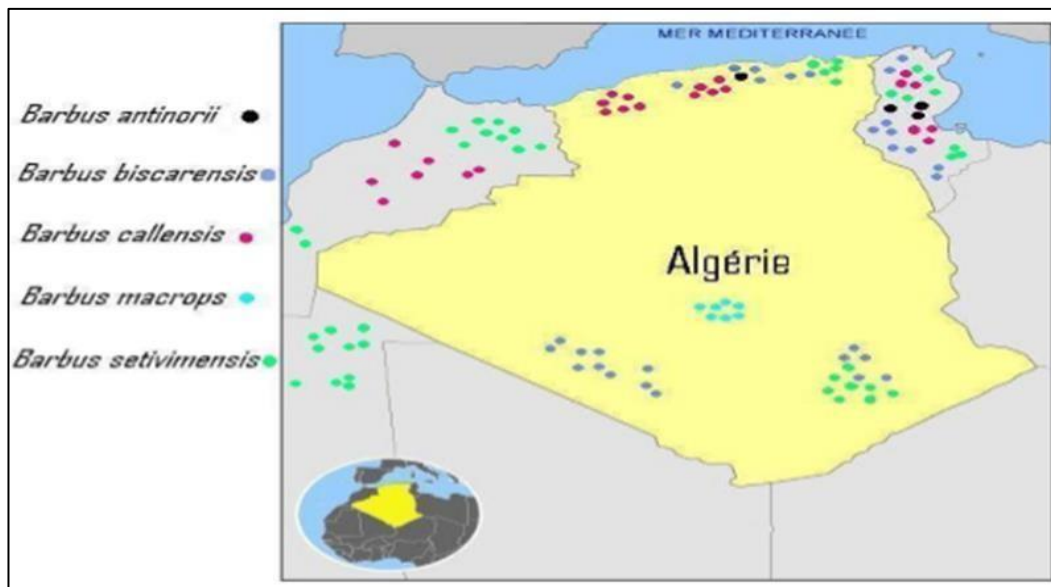 MER MEDITERRANEE
Barbus antinorii
Barbus biscarensis
Barbus callensis
Algérie
Barbus macrops
Barbus setivimensis